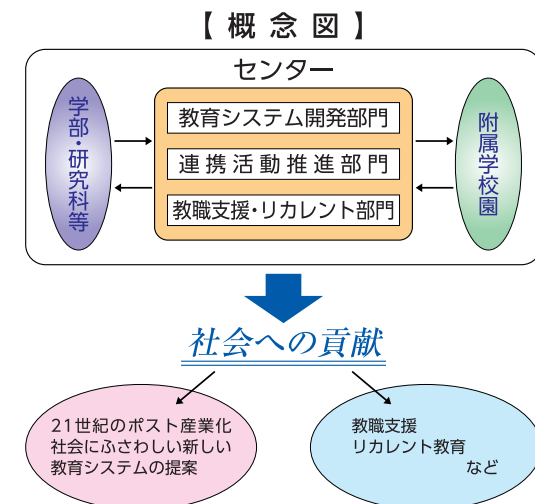 【概念図】
センター
学部・研究科等
教育システム開発部門
連携活動推進部門
教職支援・リカレント部門
附属学校園
社会への貢献
21世紀のポスト産業化
社会にふさわしい新しい
教育システムの提案
教職支援
リカレント教育
など